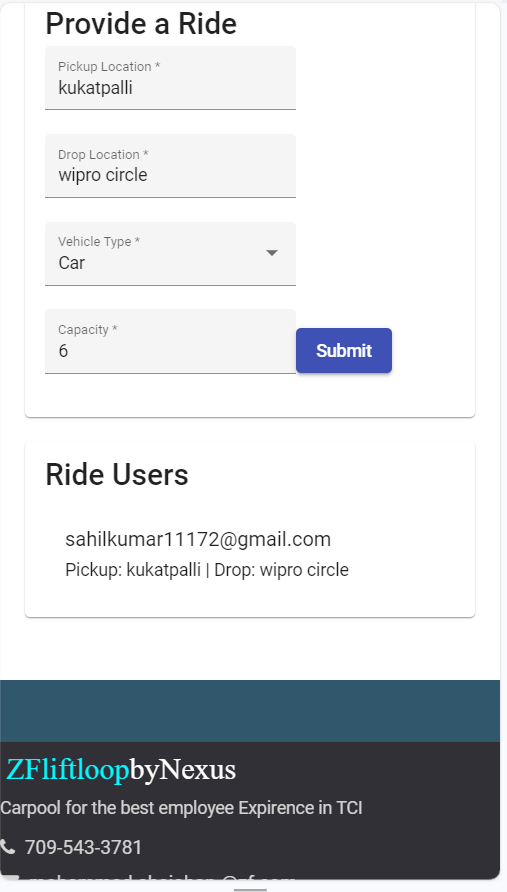 Provide a Ride
Pickup Location *
kukatpalli
Drop Location *
wipro circle
Vehicle Type *
Car
Capacity *
6
Submit
Ride Users
sahilkumar11172@gmail.com
Pickup: kukatpalli | Drop: wipro circle
ZFliftloopbyNexus
Carpool for the best employee Expirence in TCI
709-543-3781